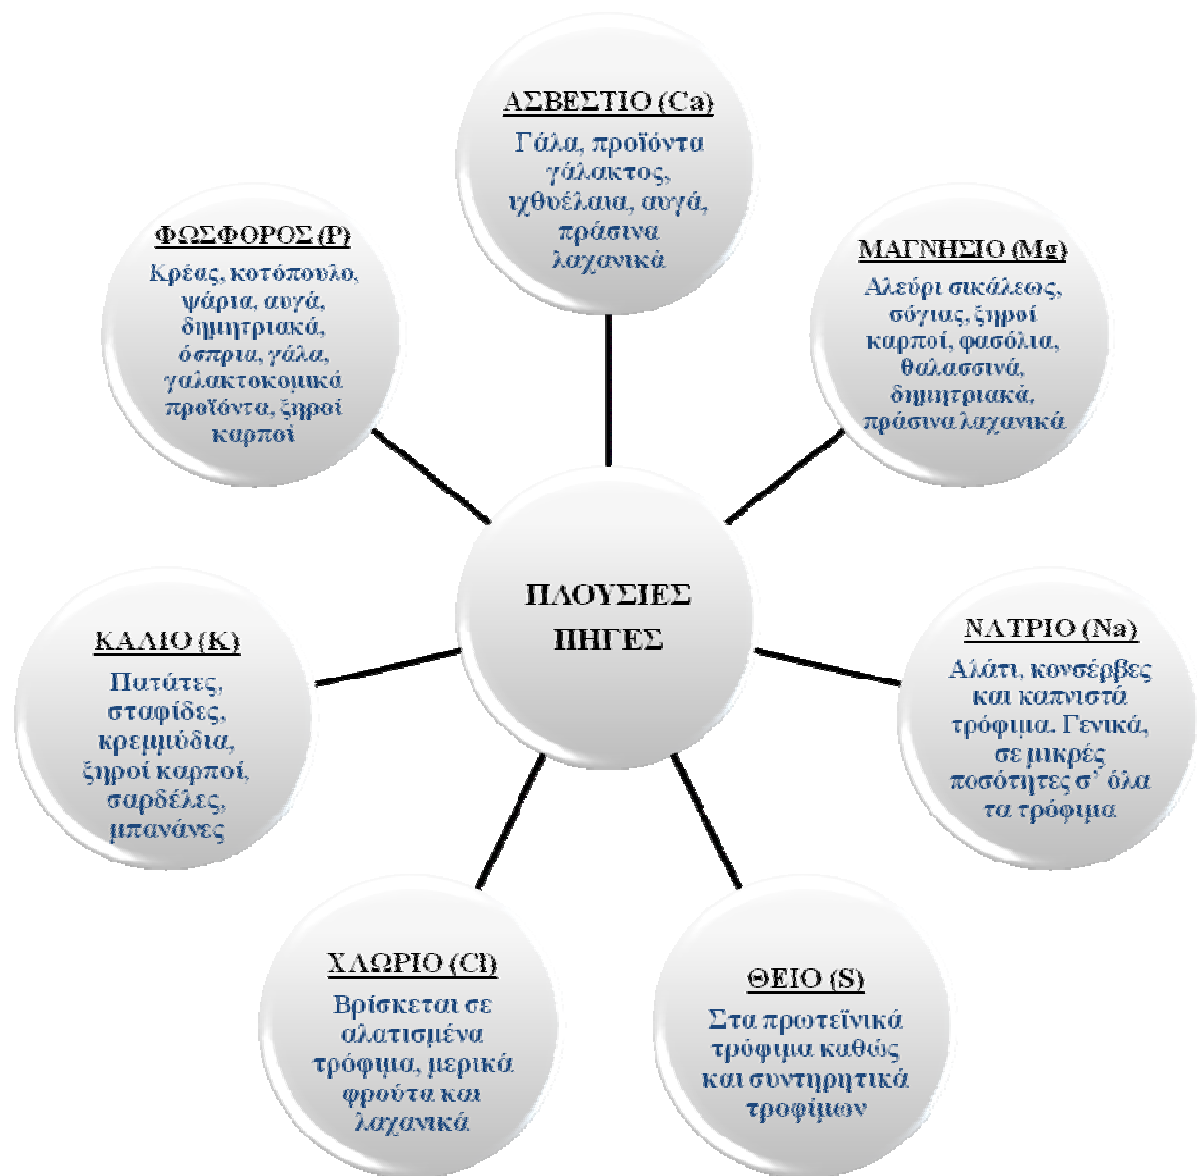 ΑΣΒΕΣΤΙΟ (Ca)
Γάλα, προϊόντα
γάλακτος,
ιχθυέλαια, αυγά,
πράσινα
λαχανικά
ΜΑΓΝΗΣΙΟ (Mg)
Αλεύρι σικάλεως,
σόγιας, ξηροί
καρποί, φασόλια,
θαλασσινά,
δημητριακά,
πράσινα λαχανικά
ΝΑΤΡΙΟ (Na)
Αλάτι, κονσέρβες
και καπνιστά
τρόφιμα. Γενικά,
σε μικρές
ποσότητες σ’ όλα
τα τρόφιμα
ΘΕΙΟ (S)
Στα πρωτεϊνικά
τρόφιμα καθώς
και συντηρητικά
τροφίμων
ΧΛΩΡΙΟ (Cl)
Βρίσκεται σε
αλατισμένα
τρόφιμα, μερικά
φρούτα και
λαχανικά
ΚΑΛΙΟ (K)
Πατάτες,
σταφίδες,
κρεμμύδια,
ξηροί καρποί,
σαρδέλες,
μπανάνες
ΦΩΣΦΟΡΟΣ (P)
Κρέας, κοτόπουλο,
ψάρια, αυγά,
δημητριακά,
όσπρια, γάλα,
γαλακτοκομικά
προϊόντα, ξηροί
καρποί
ΠΛΟΥΣΙΕΣ
ΠΗΓΕΣ